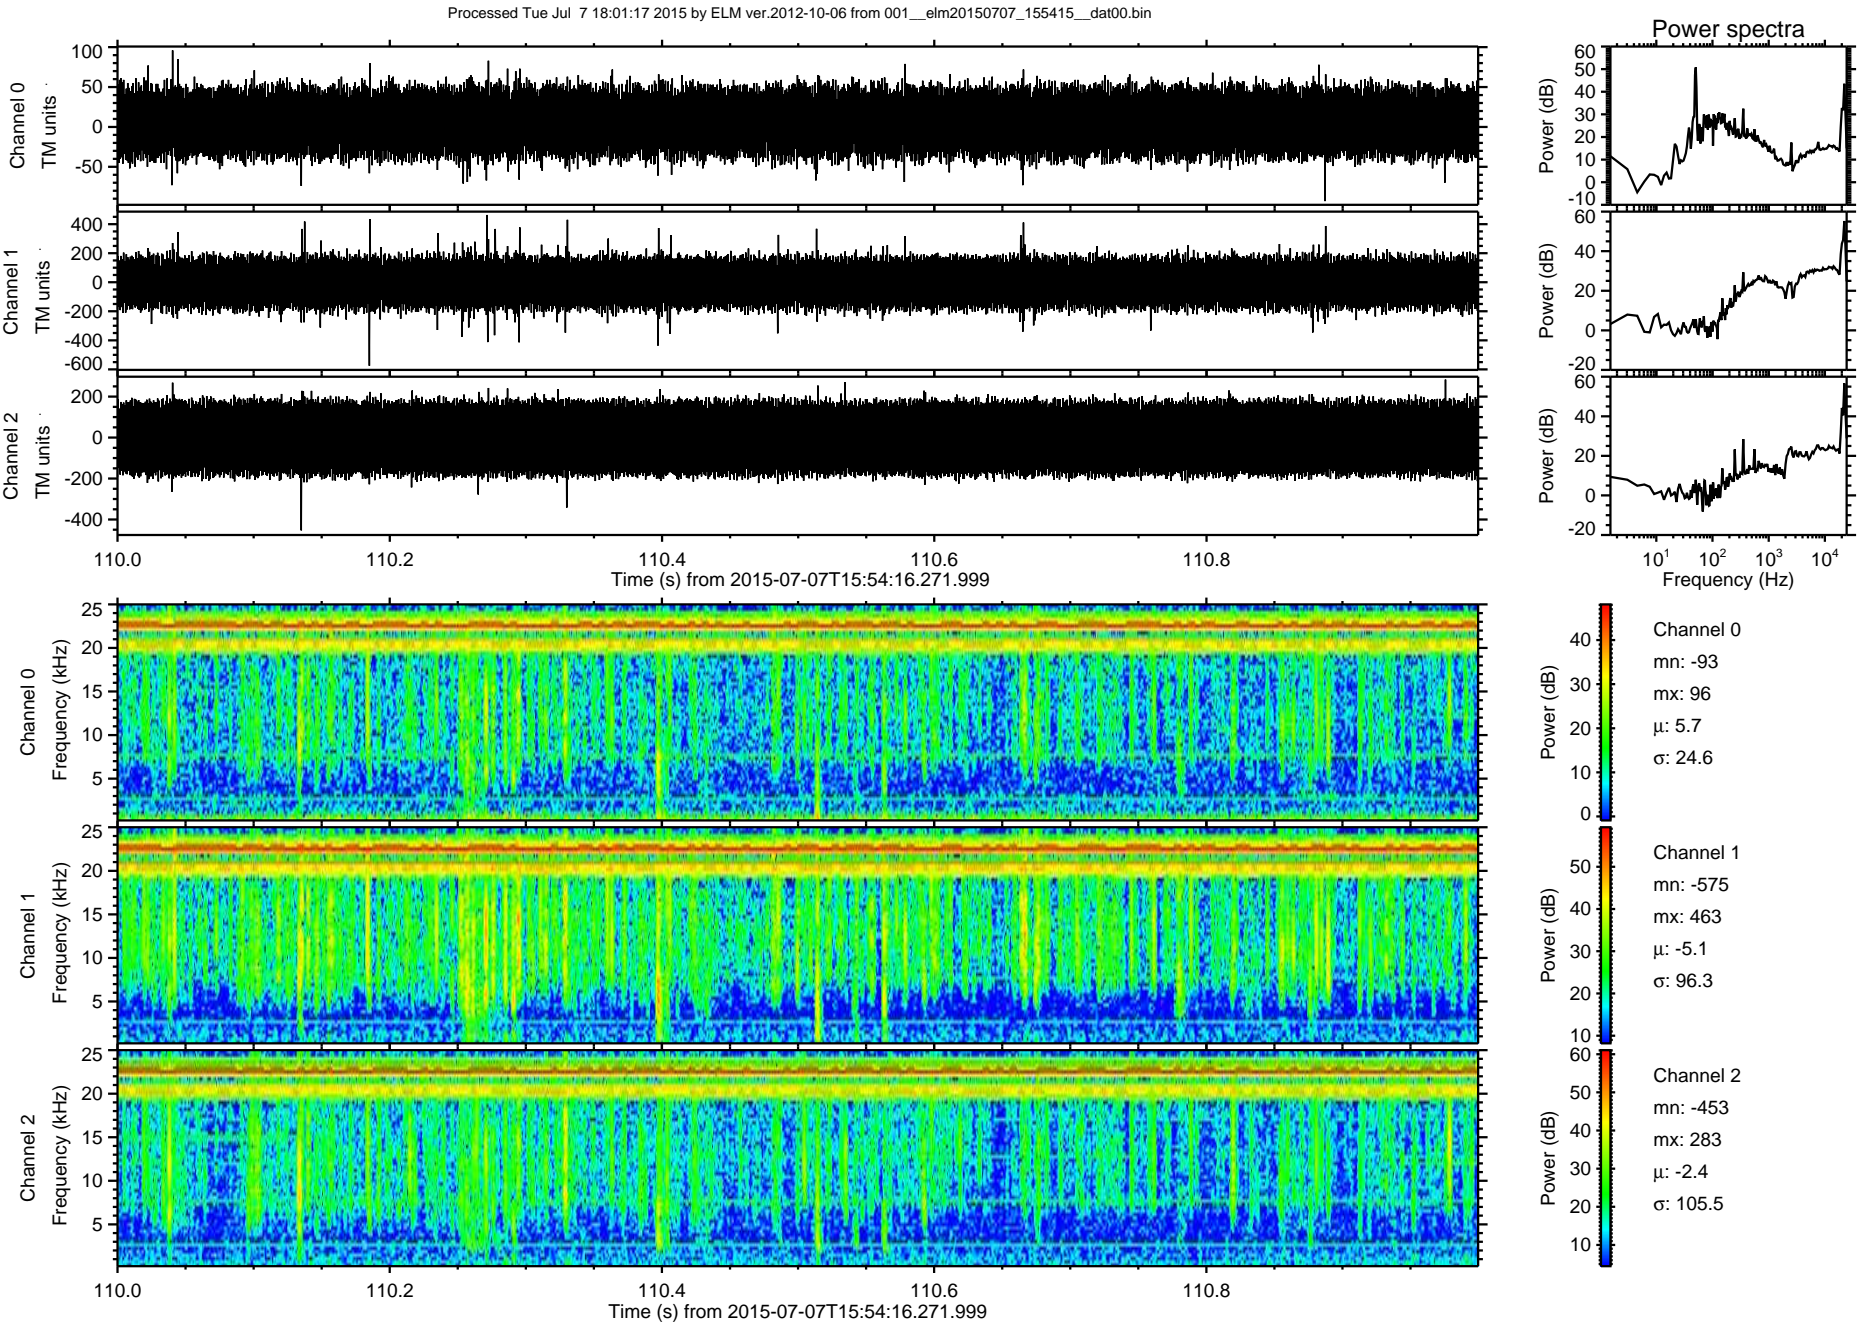 Processed Tue Jul  7 18:01:17 2015 by ELM ver.2012-10-06 from 001__elm20150707_155415__dat00.bin
Power spectra
Channel 0
TM units
100
50
0
-50
Power (dB)
60
50
40
30
20
10
0
-10
Channel 1
TM units
400
200
0
-200
-400
-600
Power (dB)
60
40
20
0
-20
Channel 2
TM units
200
0
-200
-400
Power (dB)
60
40
20
0
-20
110.0 110.2 110.4 110.6 110.8
Time (s) from 2015-07-07T15:54:16.271.999
10^1 10^2 10^3 10^4
Frequency (Hz)
Channel 0
Frequency (kHz)
25
20
15
10
5
Power (dB)
40
30
20
10
0
Channel 0
mn: -93
mx: 96
μ: 5.7
σ: 24.6
Channel 1
Frequency (kHz)
25
20
15
10
5
Power (dB)
50
40
30
20
10
Channel 1
mn: -575
mx: 463
μ: -5.1
σ: 96.3
Channel 2
Frequency (kHz)
25
20
15
10
5
Power (dB)
60
50
40
30
20
10
Channel 2
mn: -453
mx: 283
μ: -2.4
σ: 105.5
110.0 110.2 110.4 110.6 110.8
Time (s) from 2015-07-07T15:54:16.271.999